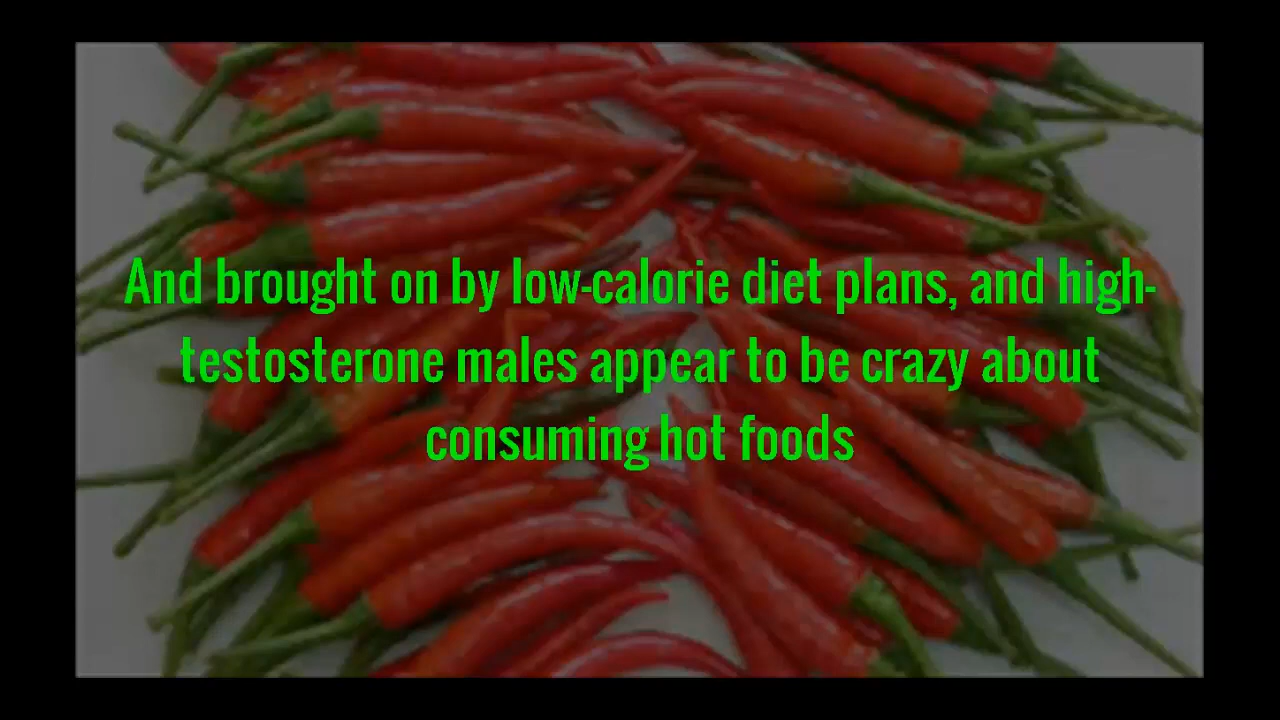 And brought on by low-calorie diet plans, and high-
testosterone males appear to be crazy about
consuming hot foods